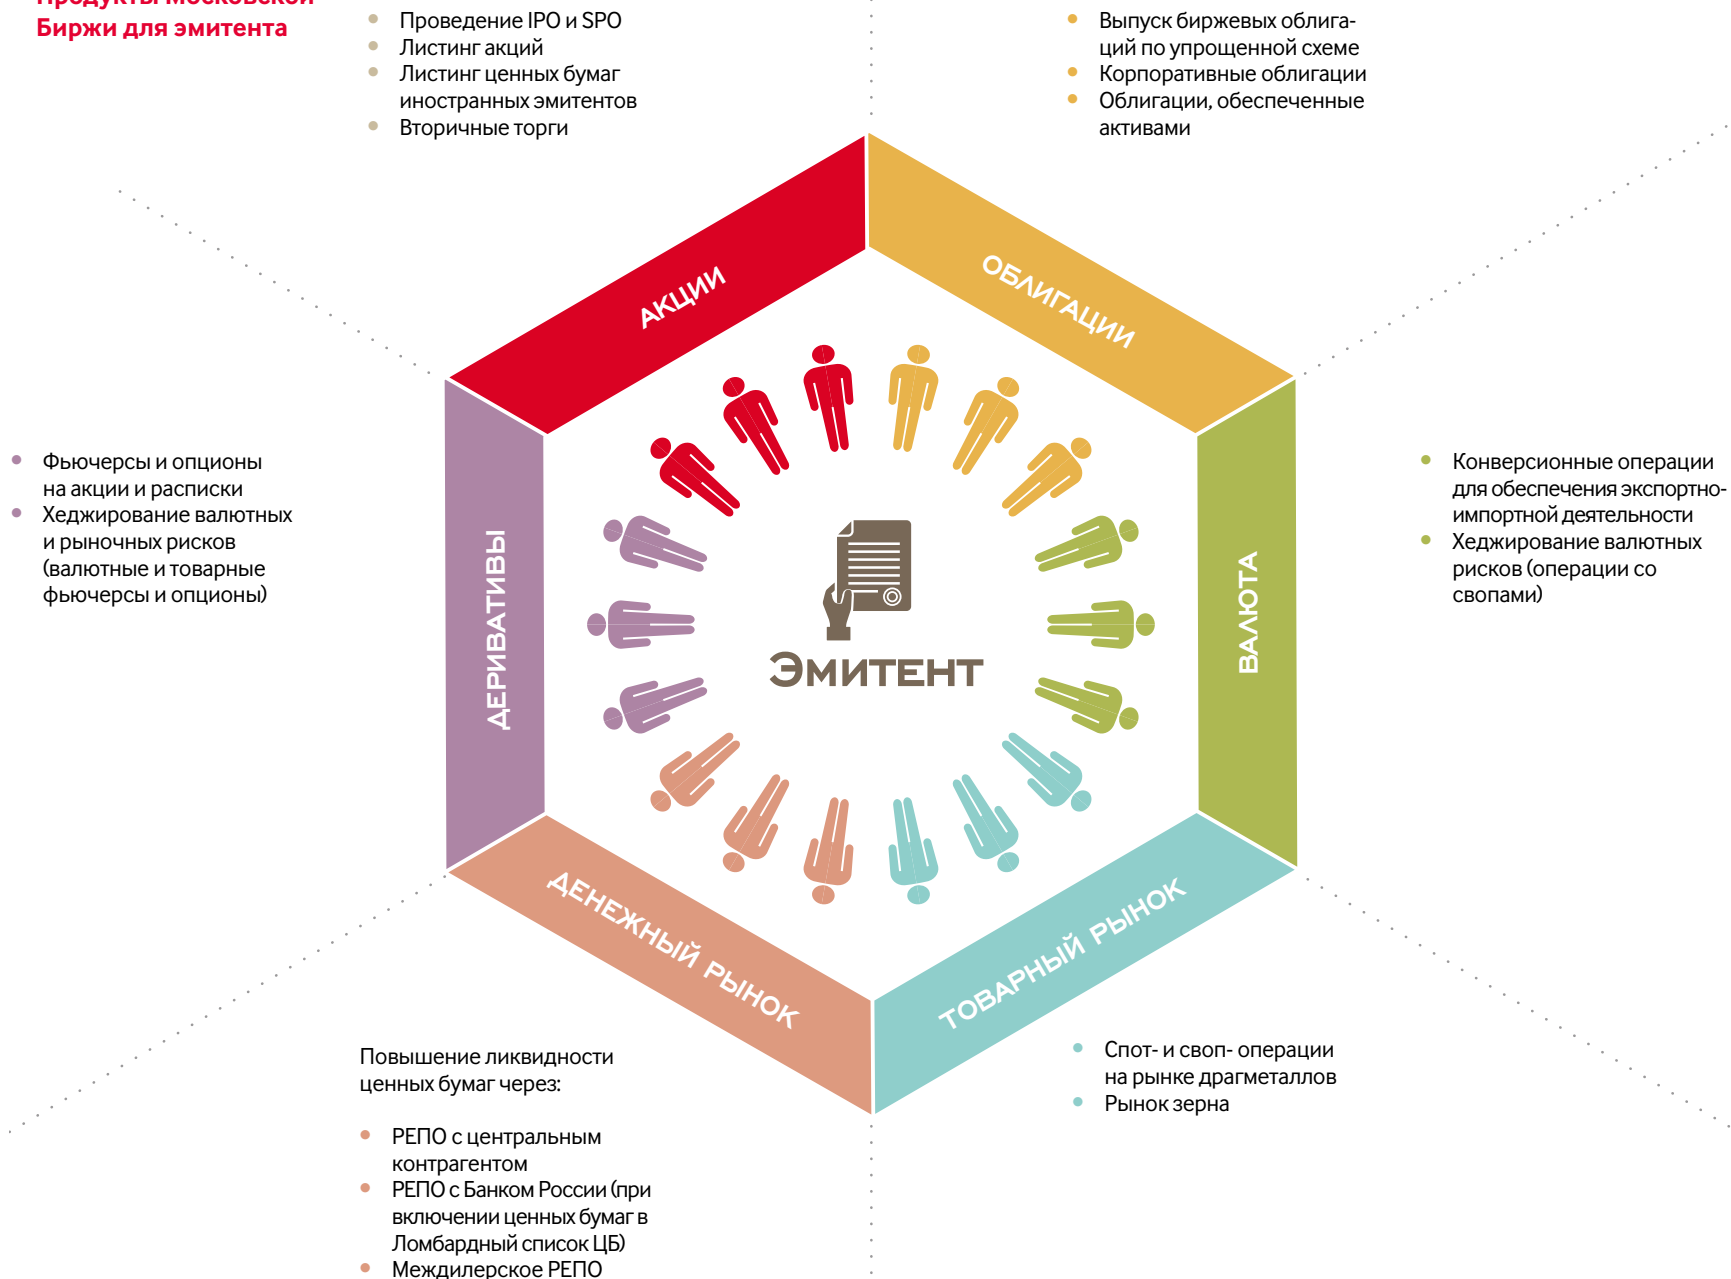 Продукты Московской
Биржи для эмитента
Проведение IPO и SPO
Листинг акций
Листинг ценных бумаг
иностранных эмитентов
Вторичные торги
Выпуск биржевых облига-
ций по упрощенной схеме
Корпоративные облигации
Облигации, обеспеченные
активами
АКЦИИ
ОБЛИГАЦИИ
Фьючерсы и опционы
на акции и расписки
Хеджирование валютных
и рыночных рисков
(валютные и товарные
фьючерсы и опционы)
ДЕРИВАТИВЫ
ЭМИТЕНТ
ВАЛЮТА
Конверсионные операции
для обеспечения экспортно-
импортной деятельности
Хеджирование валютных
рисков (операции со
свопами)
ДЕНЕЖНЫЙ РЫНОК
ТОВАРНЫЙ РЫНОК
Повышение ликвидности
ценных бумаг через:
РЕПО с центральным
контрагентом
РЕПО с Банком России (при
включении ценных бумаг в
Ломбардный список ЦБ)
Междилерское РЕПО
Спот- и своп- операции
на рынке драгметаллов
Рынок зерна